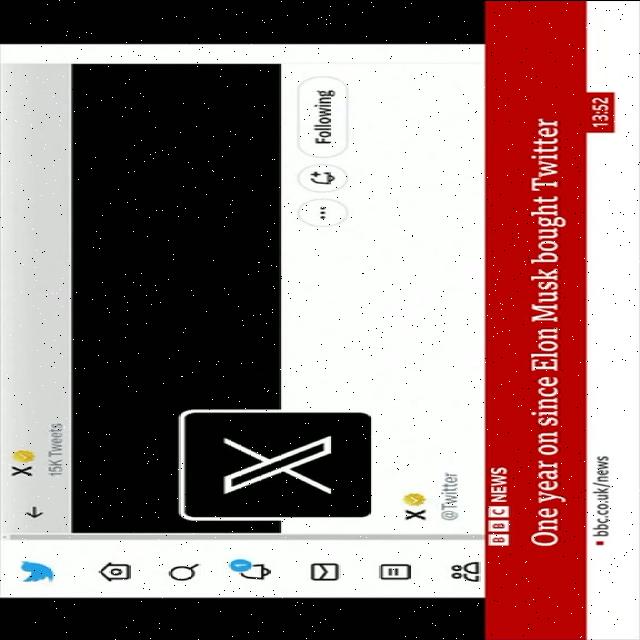 X
15K Tweets
1
Following
X
@Twitter
BBC NEWS
One year on since Elon Musk bought Twitter
bbc.co.uk/news
13:52